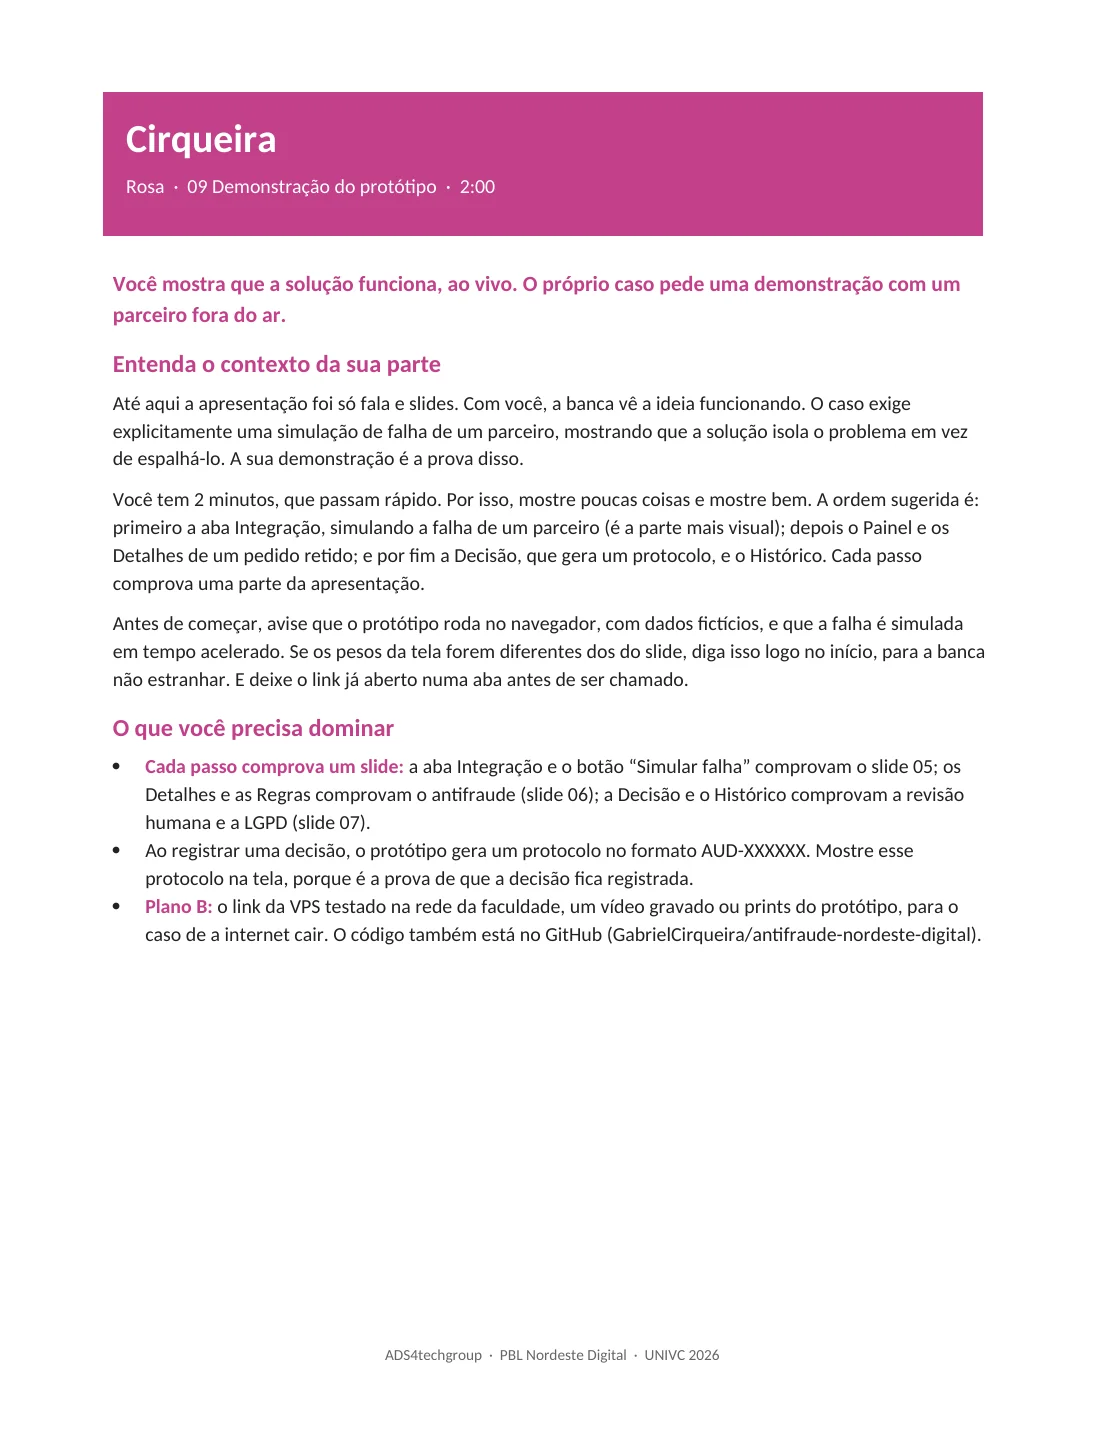 Cirqueira
Rosa · 09 Demonstração do protótipo · 2:00
Você mostra que a solução funciona, ao vivo. O próprio caso pede uma demonstração com um
parceiro fora do ar.
Entenda o contexto da sua parte
Até aqui a apresentação foi só fala e slides. Com você, a banca vê a ideia funcionando. O caso exige
explicitamente uma simulação de falha de um parceiro, mostrando que a solução isola o problema em vez
de espalhá-lo. A sua demonstração é a prova disso.
Você tem 2 minutos, que passam rápido. Por isso, mostre poucas coisas e mostre bem. A ordem sugerida é:
primeiro a aba Integração, simulando a falha de um parceiro (é a parte mais visual); depois o Painel e os
Detalhes de um pedido retido; e por fim a Decisão, que gera um protocolo, e o Histórico. Cada passo
comprova uma parte da apresentação.
Antes de começar, avise que o protótipo roda no navegador, com dados fictícios, e que a falha é simulada
em tempo acelerado. Se os pesos da tela forem diferentes dos do slide, diga isso logo no início, para a banca
não estranhar. E deixe o link já aberto numa aba antes de ser chamado.
O que você precisa dominar
• Cada passo comprova um slide: a aba Integração e o botão “Simular falha” comprovam o slide 05; os
Detalhes e as Regras comprovam o antifraude (slide 06); a Decisão e o Histórico comprovam a revisão
humana e a LGPD (slide 07).
• Ao registrar uma decisão, o protótipo gera um protocolo no formato AUD-XXXXXX. Mostre esse
protocolo na tela, porque é a prova de que a decisão fica registrada.
• Plano B: o link da VPS testado na rede da faculdade, um vídeo gravado ou prints do protótipo, para o
caso de a internet cair. O código também está no GitHub (GabrielCirqueira/antifraude-nordeste-digital).
ADS4techgroup · PBL Nordeste Digital · UNIVC 2026